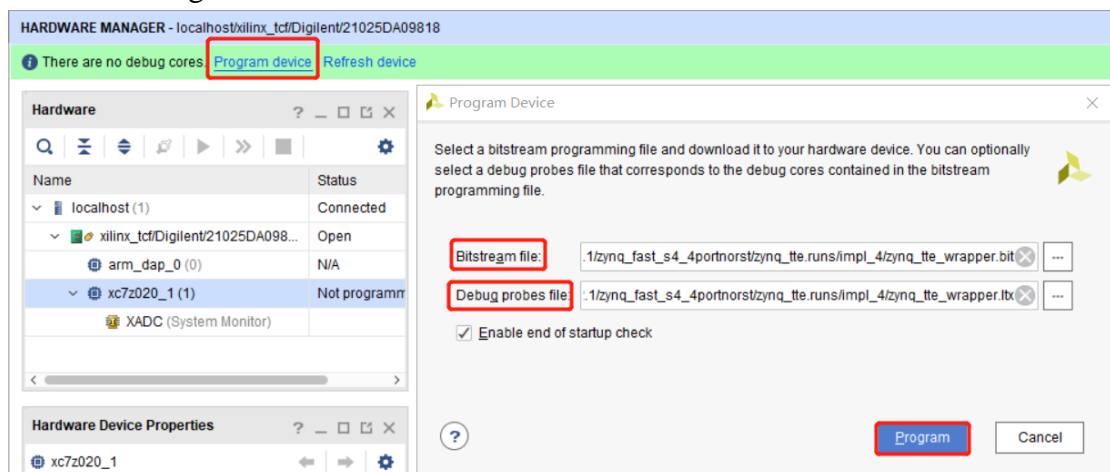 HARDWARE MANAGER - localhost/xilinx_tcf/Digilent/21025DA09818
There are no debug cores. Program device Refresh device
Hardware
Name Status
localhost (1) Connected
xilinx_tcf/Digilent/21025DA098... Open
arm_dap_0 (0) N/A
xc7z020_1 (1) Not programm
XADC (System Monitor)
Hardware Device Properties
xc7z020_1
Program Device
Select a bitstream programming file and download it to your hardware device. You can optionally
select a debug probes file that corresponds to the debug cores contained in the bitstream
programming file.
Bitstream file: .1/zynq_fast_s4_4portnorst/zynq_tte.runs/impl_4/zynq_tte_wrapper.bit ...
Debug probes file: :.1/zynq_fast_s4_4portnorst/zynq_tte.runs/impl_4/zynq_tte_wrapper.ltx ...
Enable end of startup check
? Program Cancel